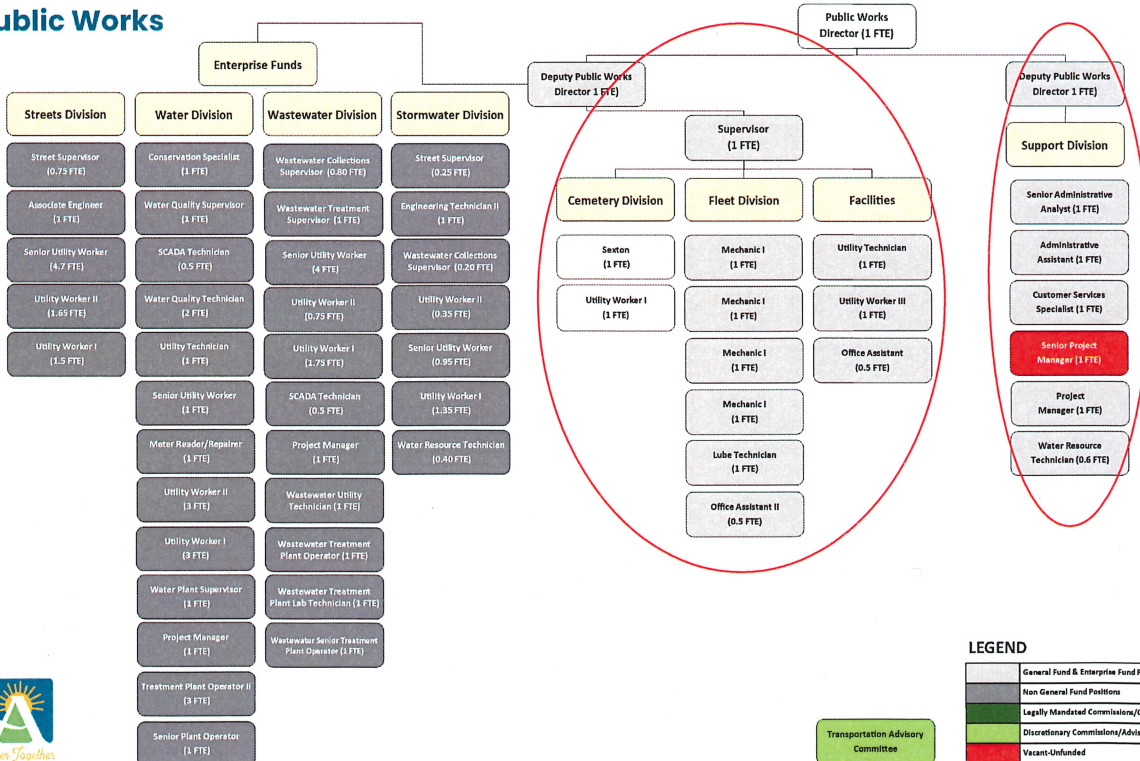 ublic Works
Public Works
Director (1 FTE)
Enterprise Funds
Deputy Public Works
Director 1 FTE)
Deputy Public Works
Director 1 FTE)
Supervisor
(1 FTE)
Streets Division
Street Supervisor
(0.75 FTE)
Associate Engineer
(1 FTE)
Senior Utility Worker
(4.7 FTE)
Utility Worker II
(1.65 FTE)
Utility Worker I
(1.5 FTE)
Water Division
Conservation Specialist
(1 FTE)
Water Quality Supervisor
(1 FTE)
SCADA Technician
(0.5 FTE)
Water Quality Technician
(2 FTE)
Utility Technician
(1 FTE)
Senior Utility Worker
(1 FTE)
Meter Reader/Repairer
(1 FTE)
Utility Worker II
(3 FTE)
Utility Worker I
(3 FTE)
Water Plant Supervisor
(1 FTE)
Project Manager
(1 FTE)
Treatment Plant Operator II
(3 FTE)
Senior Plant Operator
(1 FTE)
Wastewater Division
Wastewater Collections
Supervisor (0.80 FTE)
Wastewater Treatment
Supervisor (1 FTE)
Senior Utility Worker
(4 FTE)
Utility Worker II
(0.75 FTE)
Utility Worker I
(1.75 FTE)
SCADA Technician
(0.5 FTE)
Project Manager
(1 FTE)
Wastewater Utility
Technician (1 FTE)
Wastewater Treatment
Plant Operator (1 FTE)
Wastewater Treatment
Plant Lab Technician (1 FTE)
Wastewater Senior Treatment
Plant Operator (1 FTE)
Stormwater Division
Street Supervisor
(0.25 FTE)
Engineering Technician II
(1 FTE)
Wastewater Collections
Supervisor (0.20 FTE)
Utility Worker II
(0.35 FTE)
Senior Utility Worker
(0.95 FTE)
Utility Worker I
(1.35 FTE)
Water Resource Technician
(0.40 FTE)
Cemetery Division
Sexton
(1 FTE)
Utility Worker I
(1 FTE)
Fleet Division
Mechanic I
(1 FTE)
Mechanic I
(1 FTE)
Mechanic I
(1 FTE)
Mechanic I
(1 FTE)
Lube Technician
(1 FTE)
Office Assistant II
(0.5 FTE)
Facilities
Utility Technician
(1 FTE)
Utility Worker III
(1 FTE)
Office Assistant
(0.5 FTE)
Support Division
Senior Administrative
Analyst (1 FTE)
Administrative
Assistant (1 FTE)
Customer Services
Specialist (1 FTE)
Senior Project
Manager (1 FTE)
Project
Manager (1 FTE)
Water Resource
Technician (0.6 FTE)
Transportation Advisory
Committee
LEGEND
General Fund & Enterprise Fund
Non General Fund Positions
Legally Mandated Commissions/
Discretionary Commissions/Advis
Vacant-Unfunded
er Together